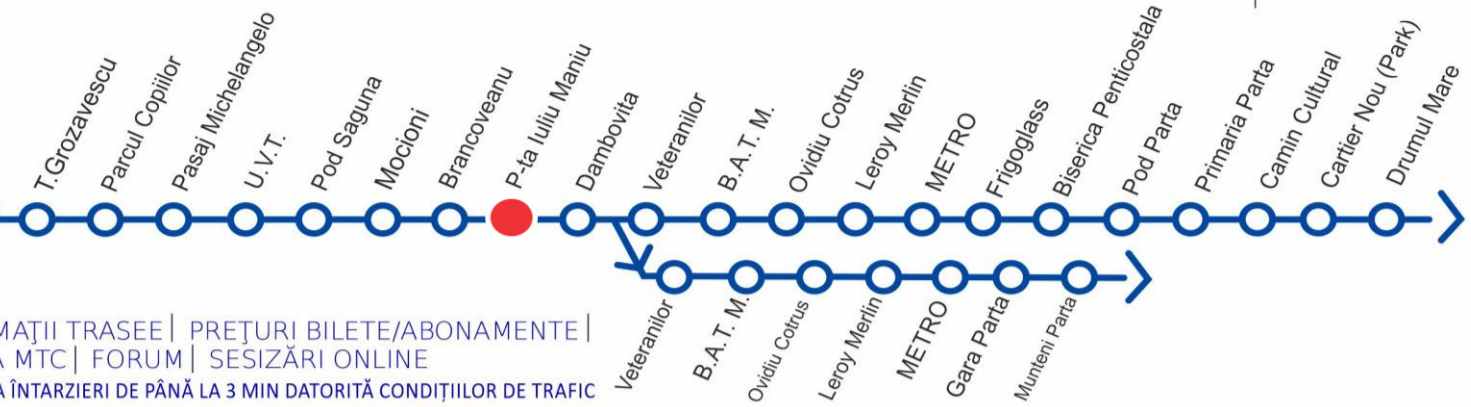 T.Grozavescu
Parcul Copiilor
Pasaj Michelangelo
U.V.T.
Pod Saguna
Mocioni
Brancoveanu
P-ta Iuliu Maniu
Dambovita
Veteranilor
B.A.T. M.
Ovidiu Cotrus
Leroy Merlin
METRO
Frigoglass
Biserica Penticostala
Pod Parta
Primaria Parta
Camin Cultural
Cartier Nou (Park)
Drumul Mare
Veteranilor
B.A.T. M.
Ovidiu Cotrus
Leroy Merlin
METRO
Gara Parta
Munteni Parta
MAŢII TRASEE| PREŢURI BILETE/ABONAMENTE|
A MTC| FORUM| SESIZĂRI ONLINE
A ÎNTARZIERI DE PÂNĂ LA 3 MIN DATORITĂ CONDIȚIILOR DE TRAFIC